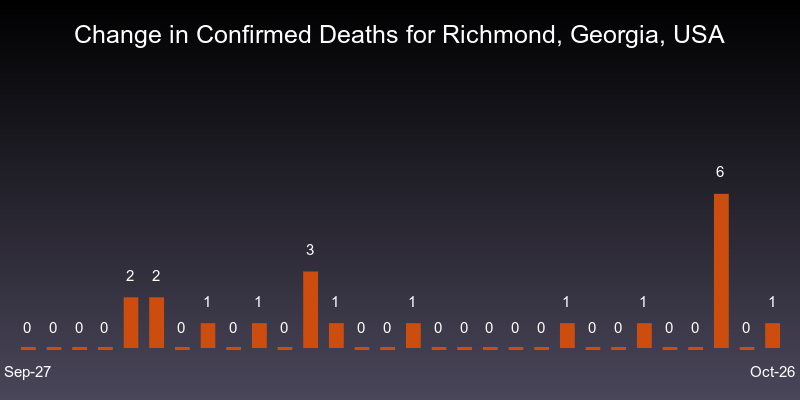 Change in Confirmed Deaths for Richmond, Georgia, USA
6
3
2 2
1 1 1 1 1 1 1
0 0 0 0 0 0 0 0 0 0 0 0 0 0 0 0 0 0 0
Sep-27 Oct-26